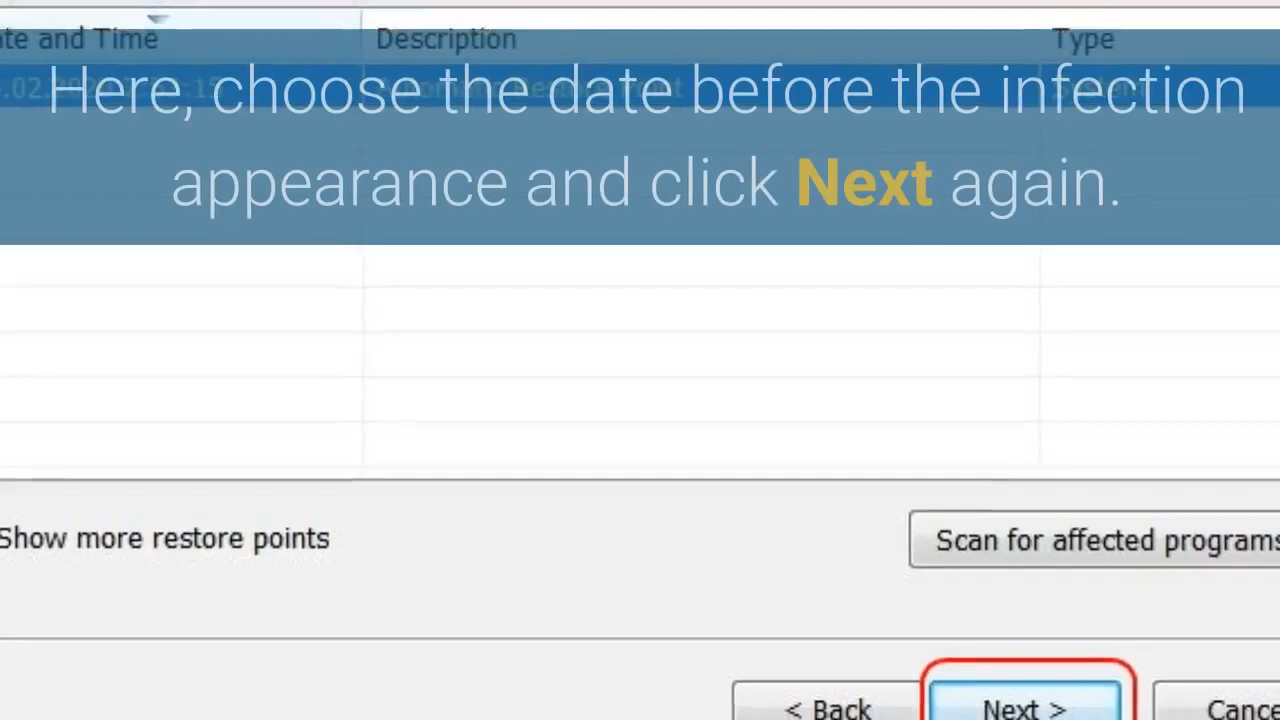 ate and Time Description Type
Here, choose the date before the infection
appearance and click Next again.
Show more restore points Scan for affected programs
< Back Next > Cance